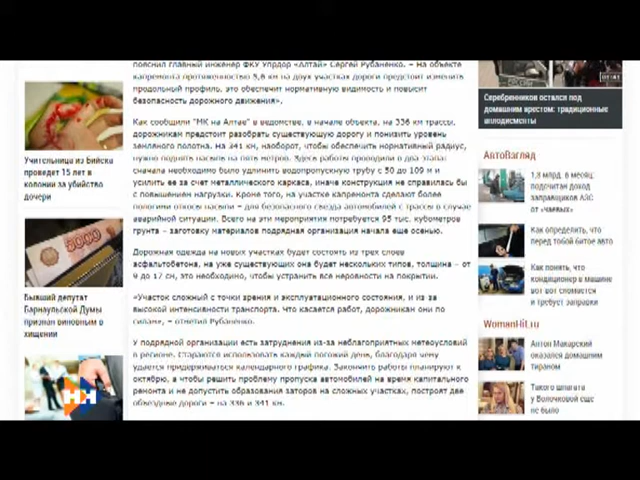 пояснил главный инженер ФКУ Упрдор «Алтай» Сергей Рубаненко. – На объекте
капремонта протяженностью 5,6 км на двух участках дороги предстоит изменить
продольный профиль, это обеспечит нормативную видимость и повысит
безопасность дорожного движения»,
Как сообщили "МК на Алтае" в ведомстве, в начале объекта, на 336 км трассы,
дорожникам предстоит разобрать существующую дорогу и понизить уровень
земляного полотна. На 341 км, наоборот, чтобы обеспечить нормативный радиус,
нужно поднять насыпь на пять метров. Здесь работы проводили в два этапа:
сначала необходимо было удлинить водопропускную трубу с 50 до 109 м и
усилить ее за счет металлического каркаса, иначе конструкция не справилась бы
с повышением нагрузки. Кроме того, на участке капремонта сделают более
пологими откосы насыпи – для безопасного съезда автомобилей с трассы в случае
аварийной ситуации. Всего на эти мероприятия потребуется 95 тыс. кубометров
грунта – заготовку материалов подрядная организация начала еще осенью.
Дорожная одежда на новых участках будет состоять из трех слоев
асфальтобетона, на уже существующих она будет нескольких типов, толщина – от
9 до 17 см, это необходимо, чтобы устранить все неровности на покрытии.
«Участок сложный с точки зрения и эксплуатационного состояния, и из-за
высокой интенсивности транспорта. Что касается работ, дорожникам они по
силам», – отметил Рубаненко.
У подрядной организации есть затруднения из-за неблагоприятных метеоусловий
в регионе. Стараются использовать каждый погожий день, благодаря чему
удается придерживаться календарного графика. Закончить работы планируют к
октябрю, а чтобы решить проблему пропуска автомобилей на время капитального
ремонта и не допустить образования заторов на сложных участках, построят две
объездные дороги – на 336 и 341 км.
Учительница из Бийска
проведет 15 лет в
колонии за убийство
дочери
5000
Бывший депутат
Барнаульской Думы
признан виновным в
хищении
НН
Серебренников остался под
домашним арестом: традиционные
аплодисменты
АвтоВзгляд
1,3 млрд. в месяц:
подсчитан доход
заправщиков АЗС
от «чаевых»
Как определить, что
перед тобой битое авто
Как понять, что
кондиционер в машине
вот-вот сломается
и требует заправки
WomanHit.ru
Антон Макарский
оказался домашним
тираном
Такого шпагата
у Волочковой еще
не было